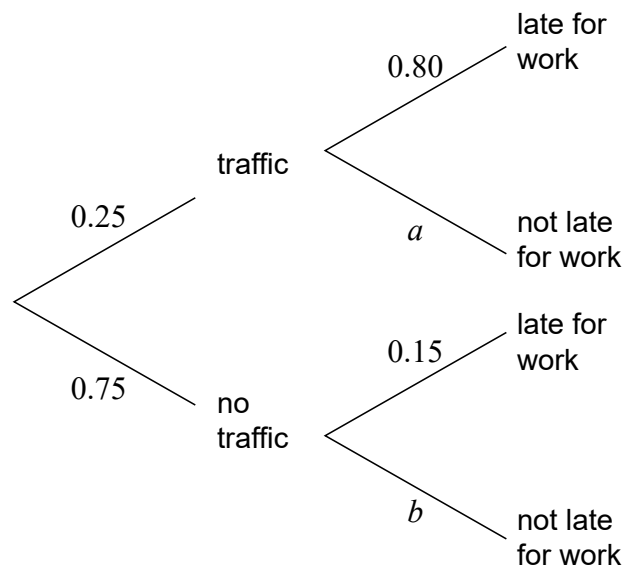 late for
work
0.80
traffic
0.25
a
not late
for work
late for
work
0.15
0.75
no
traffic
b
not late
for work